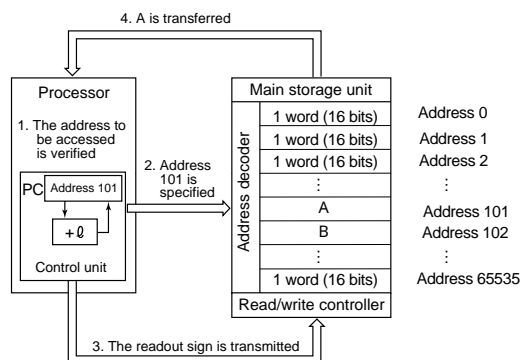 4. A is transferred
Processor
1. The address to
be accessed
is verified
PC
Address 101
+ℓ
Control unit
2. Address
101 is
specified
Main storage unit
Address decoder
1 word (16 bits)
1 word (16 bits)
1 word (16 bits)
⋮
A
B
⋮
1 word (16 bits)
Read/write controller
Address 0
Address 1
Address 2
⋮
Address 101
Address 102
⋮
Address 65535
3. The readout sign is transmitted